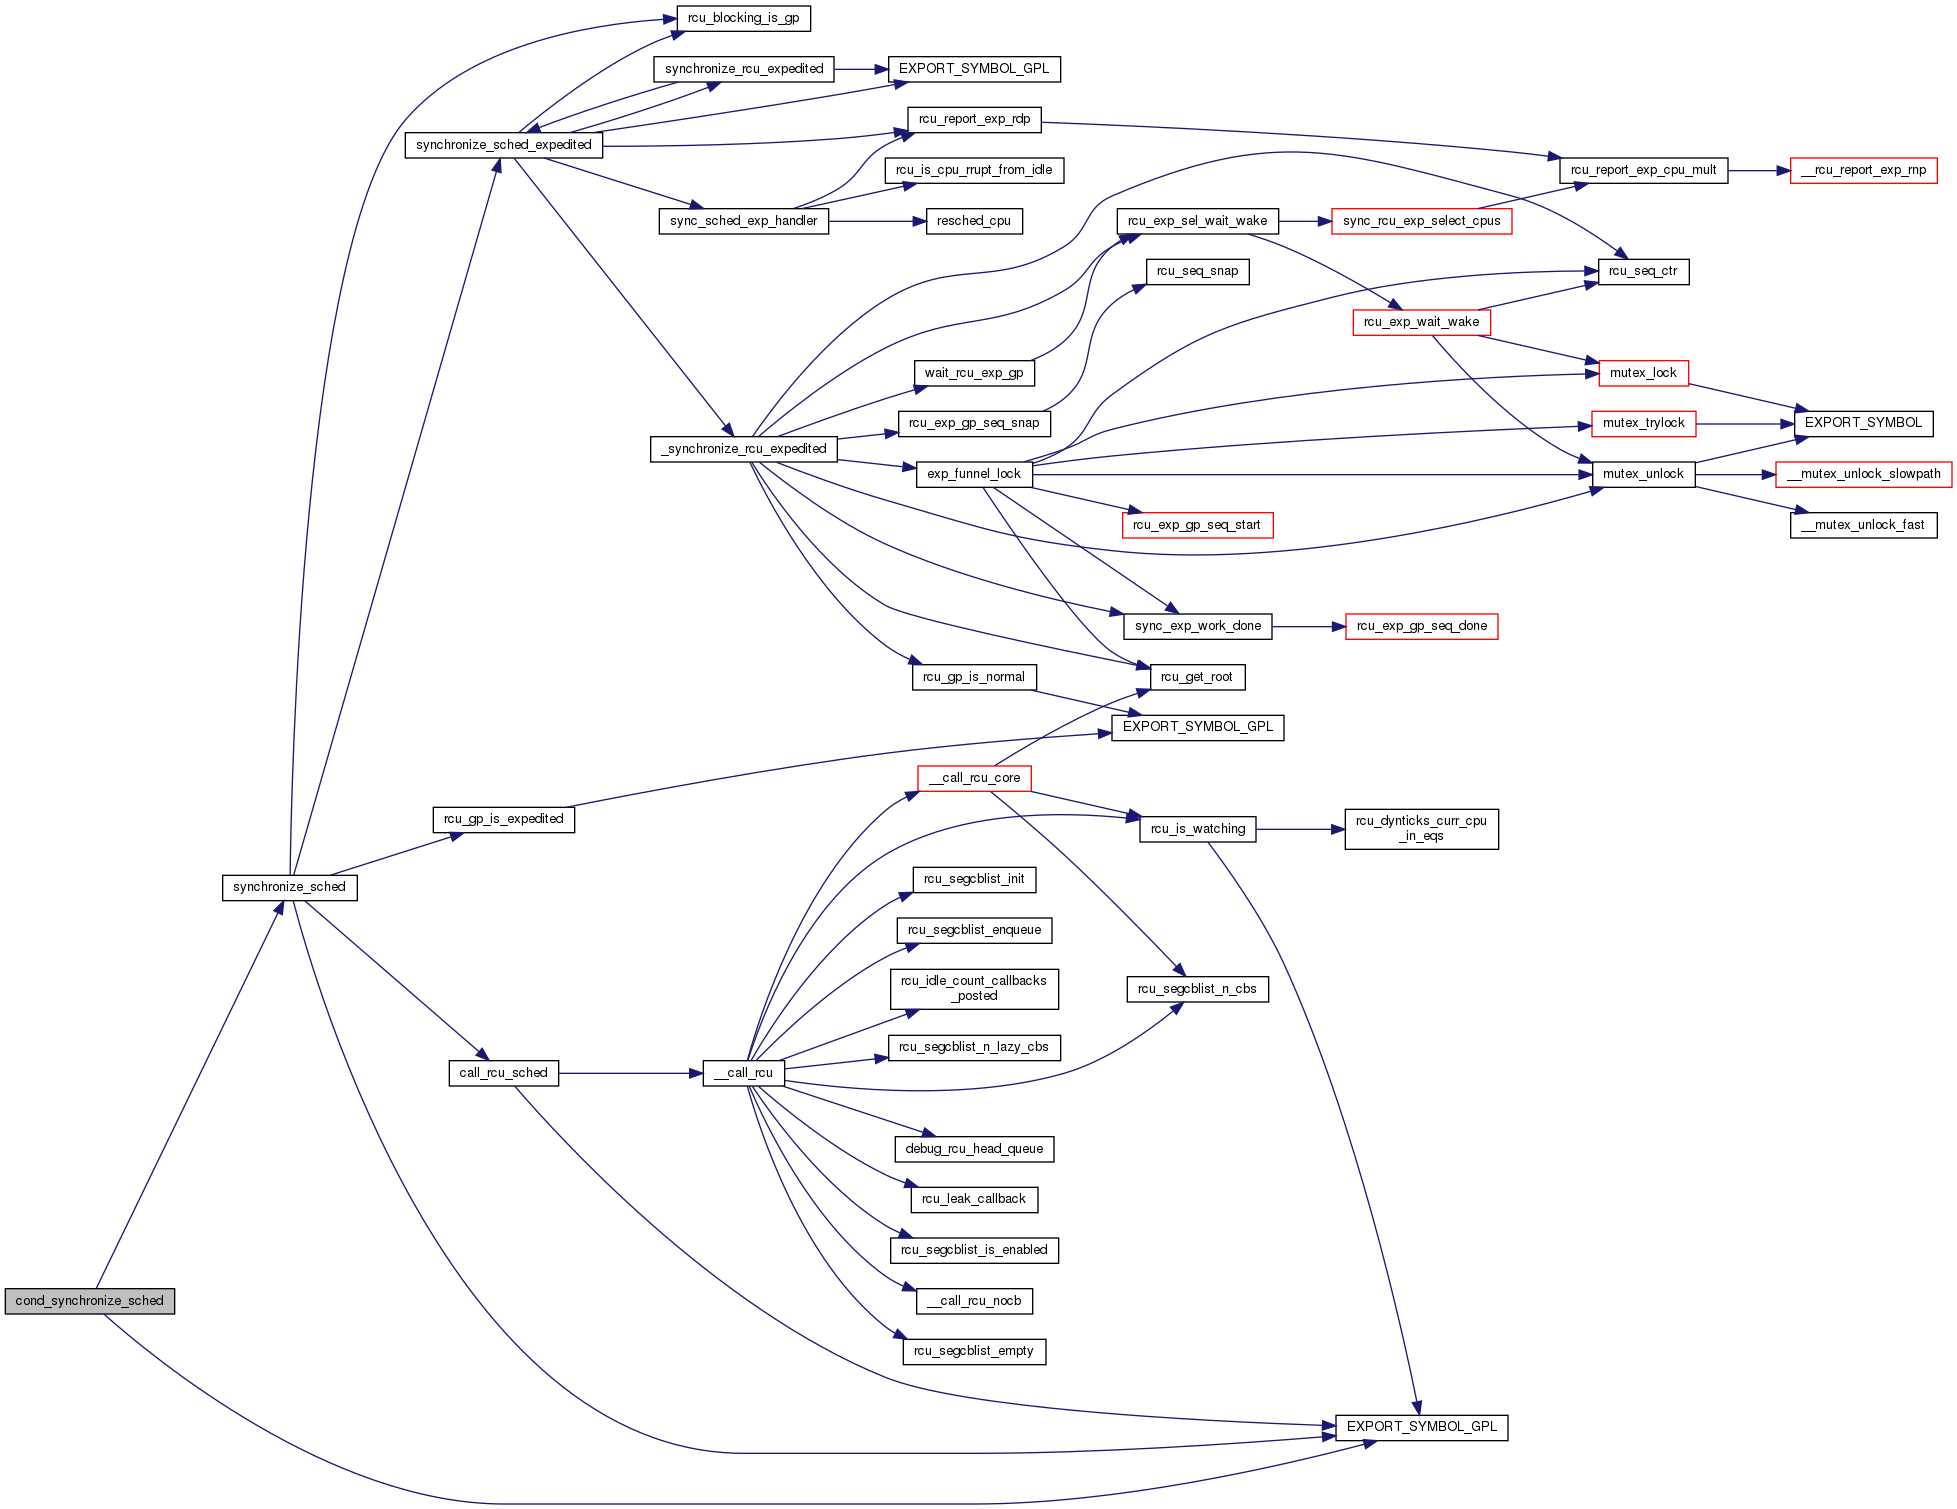 rcu_blocking_is_gp
synchronize_rcu_expedited
EXPORT_SYMBOL_GPL
rcu_report_exp_rdp
synchronize_sched_expedited
rcu_is_cpu_rrupt_from_idle
rcu_report_exp_cpu_mult
__rcu_report_exp_rnp
sync_sched_exp_handler
resched_cpu
rcu_exp_sel_wait_wake
sync_rcu_exp_select_cpus
rcu_seq_snap
rcu_seq_ctr
rcu_exp_wait_wake
wait_rcu_exp_gp
mutex_lock
rcu_exp_gp_seq_snap
mutex_trylock
EXPORT_SYMBOL
_synchronize_rcu_expedited
exp_funnel_lock
mutex_unlock
__mutex_unlock_slowpath
rcu_exp_gp_seq_start
__mutex_unlock_fast
sync_exp_work_done
rcu_exp_gp_seq_done
rcu_gp_is_normal
rcu_get_root
EXPORT_SYMBOL_GPL
__call_rcu_core
rcu_gp_is_expedited
rcu_is_watching
rcu_dynticks_curr_cpu
_in_eqs
synchronize_sched
rcu_segcblist_init
rcu_segcblist_enqueue
rcu_idle_count_callbacks
_posted
rcu_segcblist_n_cbs
rcu_segcblist_n_lazy_cbs
call_rcu_sched
__call_rcu
debug_rcu_head_queue
rcu_leak_callback
rcu_segcblist_is_enabled
cond_synchronize_sched
__call_rcu_nocb
rcu_segcblist_empty
EXPORT_SYMBOL_GPL